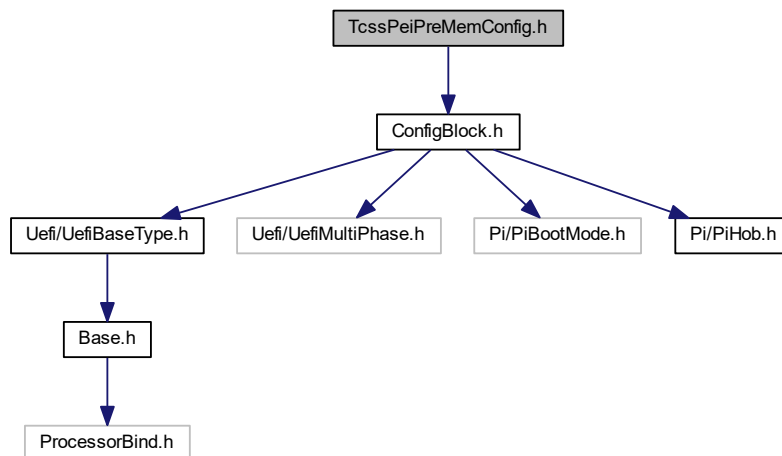 TcssPeiPreMemConfig.h
ConfigBlock.h
Uefi/UefiBaseType.h
Uefi/UefiMultiPhase.h
Pi/PiBootMode.h
Pi/PiHob.h
Base.h
ProcessorBind.h